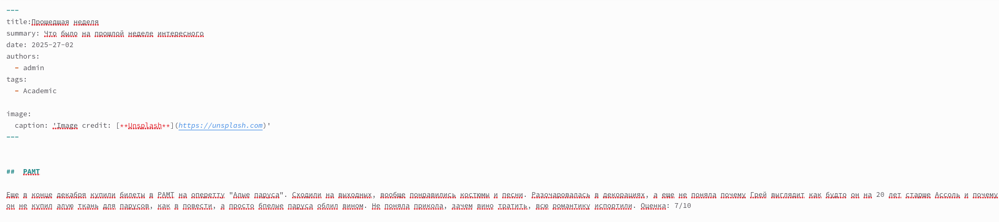 ---
title:Прошедшая неделя
summary: Что было на прошлой неделе интересного
date: 2025-27-02
authors:
  - admin
tags:
  - Academic
image:
  caption: 'Image credit: [**Unsplash**](https://unsplash.com)'
---
##  РАМТ
Еще в конце декабря купили билеты в РАМТ на оперетту "Алые паруса". Сходили на выходных, вообще понравились костюмы и песни. Разочаровалась в декорациях, а еще не поняла почему Грей выглядит как будто он на 20 лет старше Ассоль и почему
он не купил алую ткань для парусов, как в повести, а просто бпелые паруса облил вином. Не поняла прикола, зачем вино тратить, всю романтику испортили. Оценка: 7/10